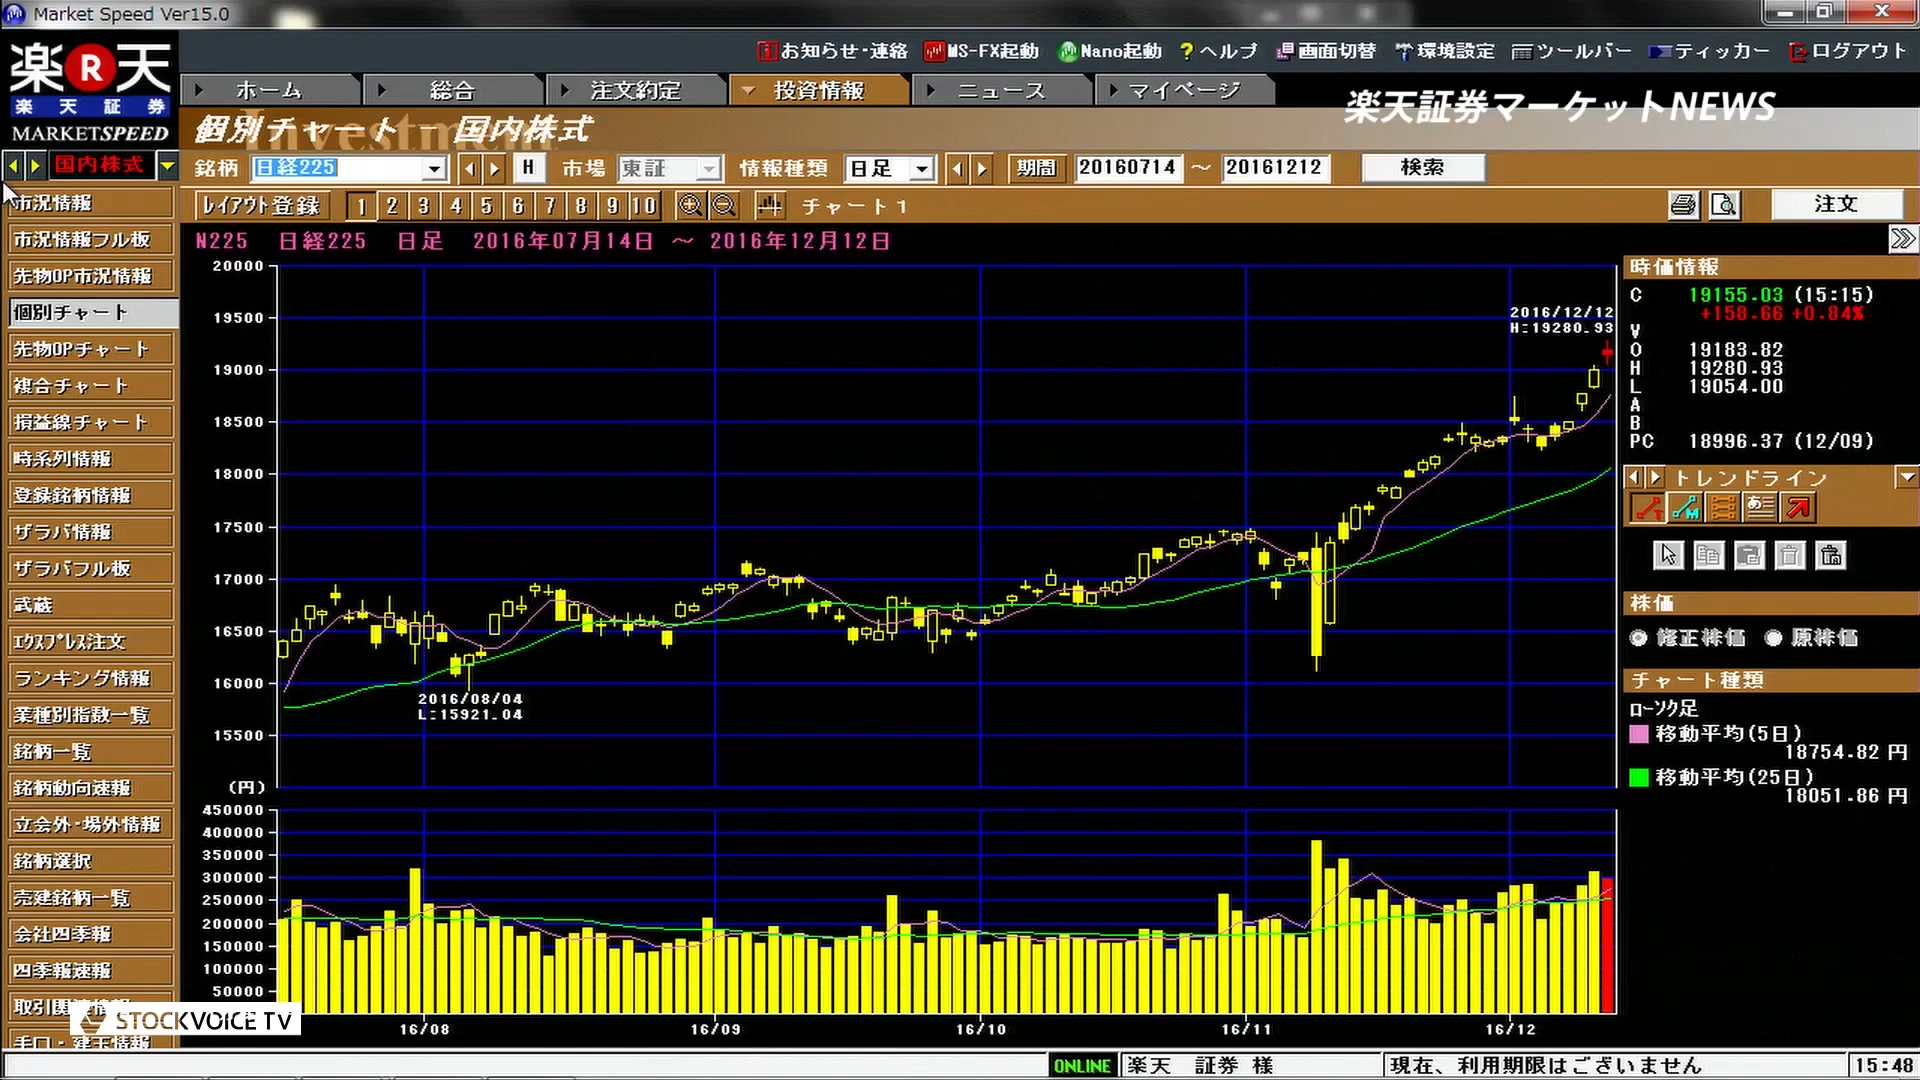 Market Speed Ver15.0
楽R天
楽天証券
MARKETSPEED
お知らせ・連絡 MS-FX起動 Nano起動 ヘルプ 画面切替 環境設定 ツールバー ティッカー ログアウト
ホーム 総合 注文約定 投資情報 ニュース マイページ
楽天証券マーケットNEWS
Investment
個別チャート - 国内株式
国内株式
銘柄 日経225 H 市場 東証 情報種類 日足 期間 20160714 ～ 20161212 検索
レイアウト登録 1 2 3 4 5 6 7 8 9 10 チャート1 注文
N225 日経225 日足 2016年07月14日 ～ 2016年12月12日
市況情報
市況情報フル板
先物OP市況情報
個別チャート
先物OPチャート
複合チャート
損益線チャート
時系列情報
登録銘柄情報
ザラバ情報
ザラバフル板
武蔵
エクスプレス注文
ランキング情報
業種別指数一覧
銘柄一覧
銘柄動向速報
立会外・場外情報
銘柄選択
売建銘柄一覧
会社四季報
四季報速報
取引関連情報
手口・建玉情報
20000
19500
19000
18500
18000
17500
17000
16500
16000
15500
(円)
2016/12/12
H:19280.93
2016/08/04
L:15921.04
450000
400000
350000
300000
250000
200000
150000
100000
50000
16/08 16/09 16/10 16/11 16/12
時価情報
C 19155.03 (15:15)
+158.66 +0.84%
V
O 19183.82
H 19280.93
L 19054.00
A
B
PC 18996.37 (12/09)
トレンドライン
株価
修正株価 原株価
チャート種類
ローソク足
移動平均(5日)
18754.82 円
移動平均(25日)
18051.86 円
STOCKVOICE TV
ONLINE 楽天 証券 様 現在、利用期限はございません 15:48